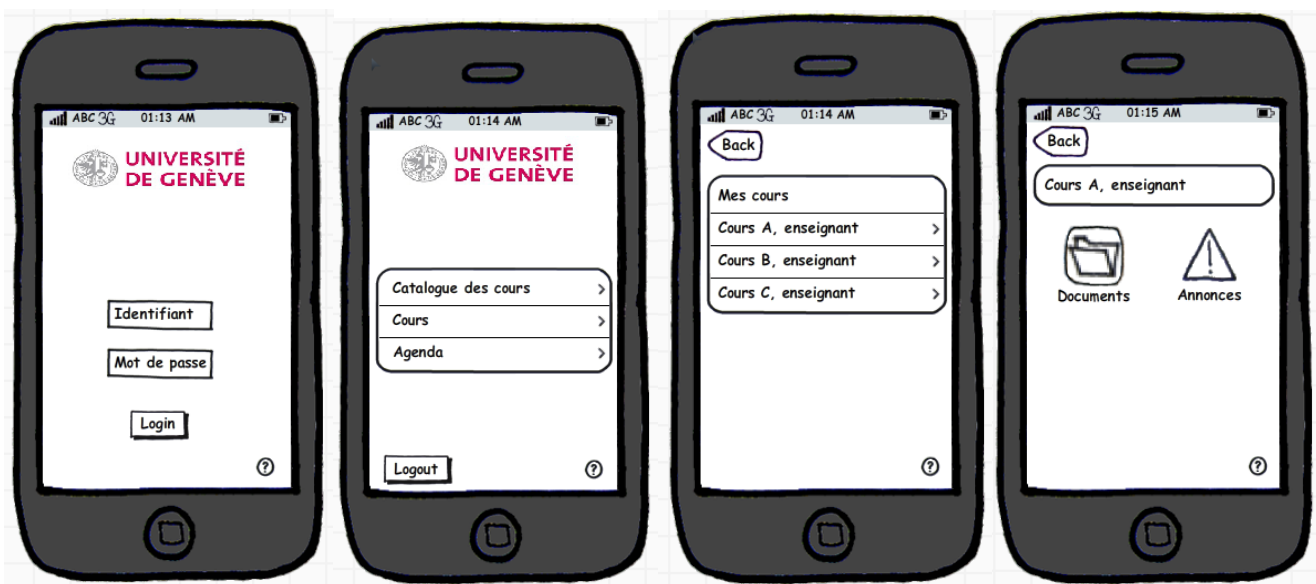 ABC 3G 01:13 AM
UNIVERSITÉ
DE GENÈVE
Identifiant
Mot de passe
Login
?
ABC 3G 01:14 AM
UNIVERSITÉ
DE GENÈVE
Catalogue des cours >
Cours >
Agenda >
Logout
?
ABC 3G 01:14 AM
Back
Mes cours
Cours A, enseignant >
Cours B, enseignant >
Cours C, enseignant >
?
ABC 3G 01:15 AM
Back
Cours A, enseignant
Documents Annonces
?